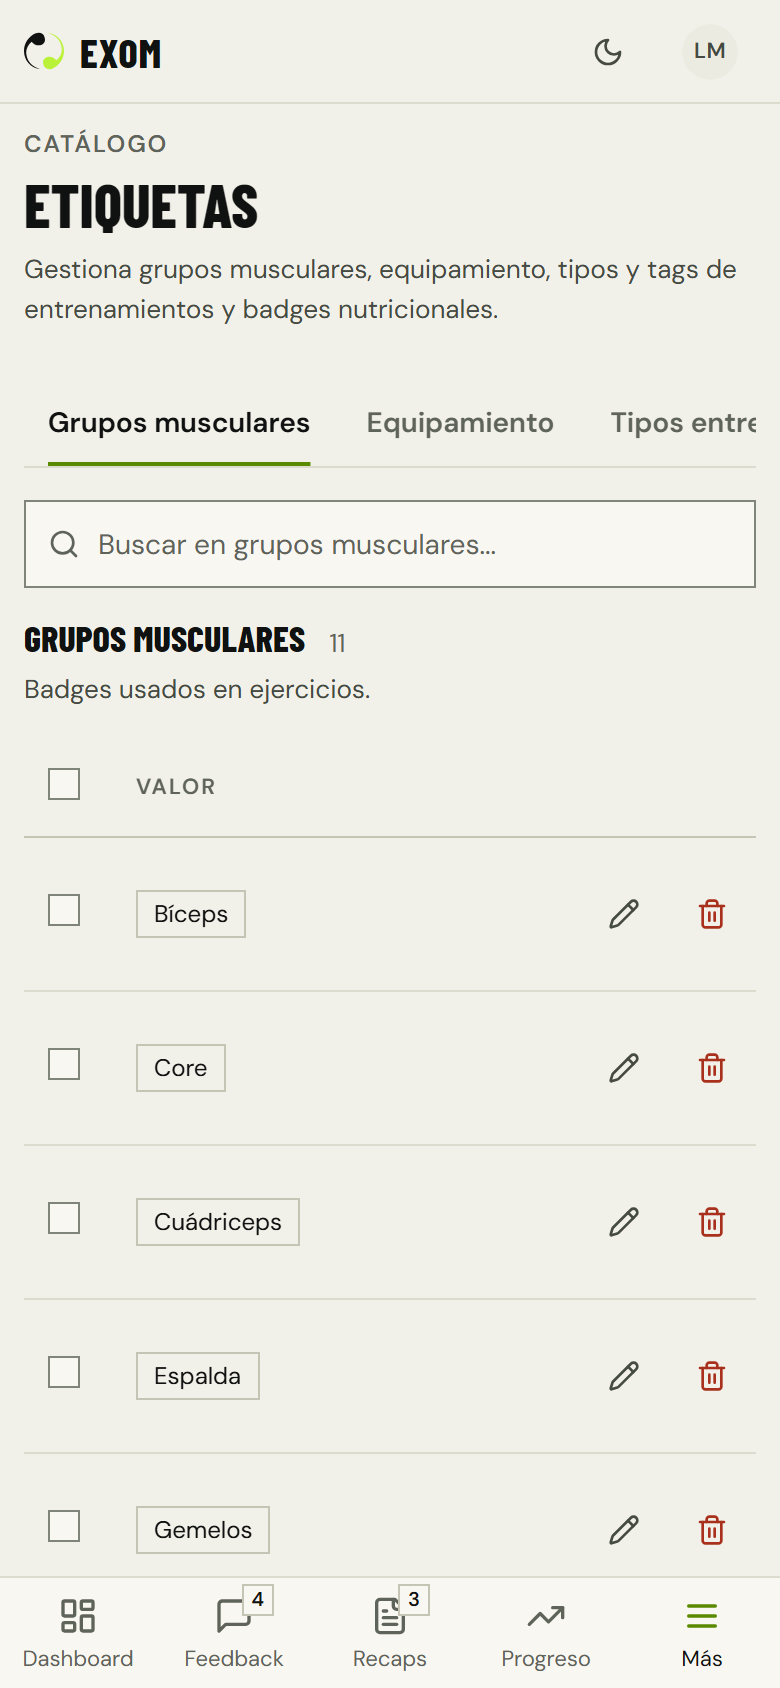 EXOM
LM
CATÁLOGO
ETIQUETAS
Gestiona grupos musculares, equipamiento, tipos y tags de
entrenamientos y badges nutricionales.
Grupos musculares Equipamiento Tipos entre
Buscar en grupos musculares...
GRUPOS MUSCULARES 11
Badges usados en ejercicios.
VALOR
Bíceps
Core
Cuádriceps
Espalda
Gemelos
4 3
Dashboard Feedback Recaps Progreso Más